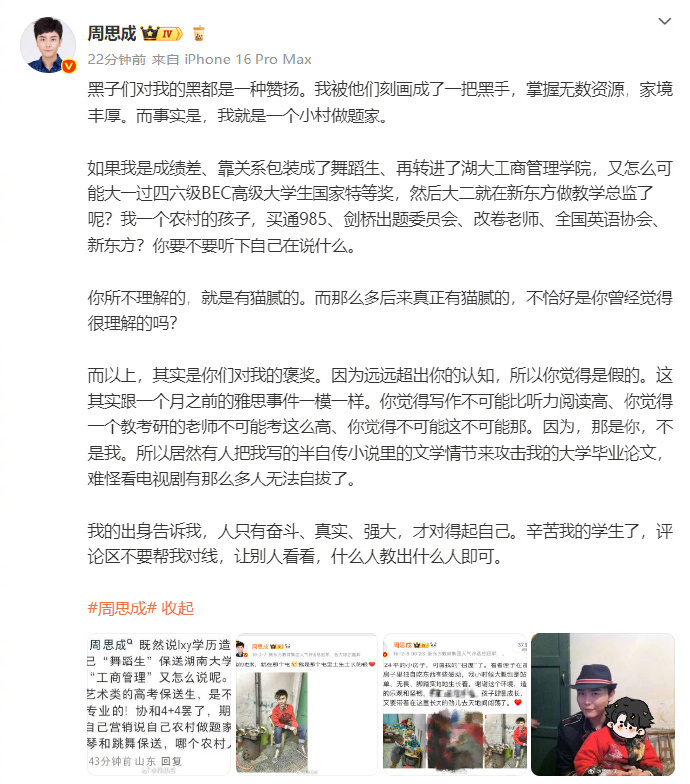 周思成
IV
22分钟前 来自 iPhone 16 Pro Max
黑子们对我的黑都是一种赞扬。我被他们刻画成了一把黑手，掌握无数资源，家境
丰厚。而事实是，我就是一个小村做题家。
如果我是成绩差、靠关系包装成了舞蹈生、再转进了湖大工商管理学院，又怎么可
能大一过四六级BEC高级大学生国家特等奖，然后大二就在新东方做教学总监了
呢？我一个农村的孩子，买通985、剑桥出题委员会、改卷老师、全国英语协会、
新东方？你要不要听下自己在说什么。
你所不理解的，就是有猫腻的。而那么多后来真正有猫腻的，不恰好是你曾经觉得
很理解的吗？
而以上，其实是你们对我的褒奖。因为远远超出你的认知，所以你觉得是假的。这
其实跟一个月之前的雅思事件一模一样。你觉得写作不可能比听力阅读高、你觉得
一个教考研的老师不可能考这么高、你觉得不可能这不可能那。因为，那是你，不
是我。所以居然有人把我写的半自传小说里的文学情节来攻击我的大学毕业论文，
难怪看电视剧有那么多人无法自拔了。
我的出身告诉我，人只有奋斗、真实、强大，才对得起自己。辛苦我的学生了，评
论区不要帮我对线，让别人看看，什么人教出什么人即可。
#周思成# 收起
周思成 既然说lxy学历造
己“舞蹈生”保送湖南大学
“工商管理”又怎么说呢。
艺术类的高考保送生，是不
专业的！协和4+4罢了，期
自己营销说自己农村做题家
琴和跳舞保送，哪个农村人
43分钟前 山东 回复
周思成
周思成